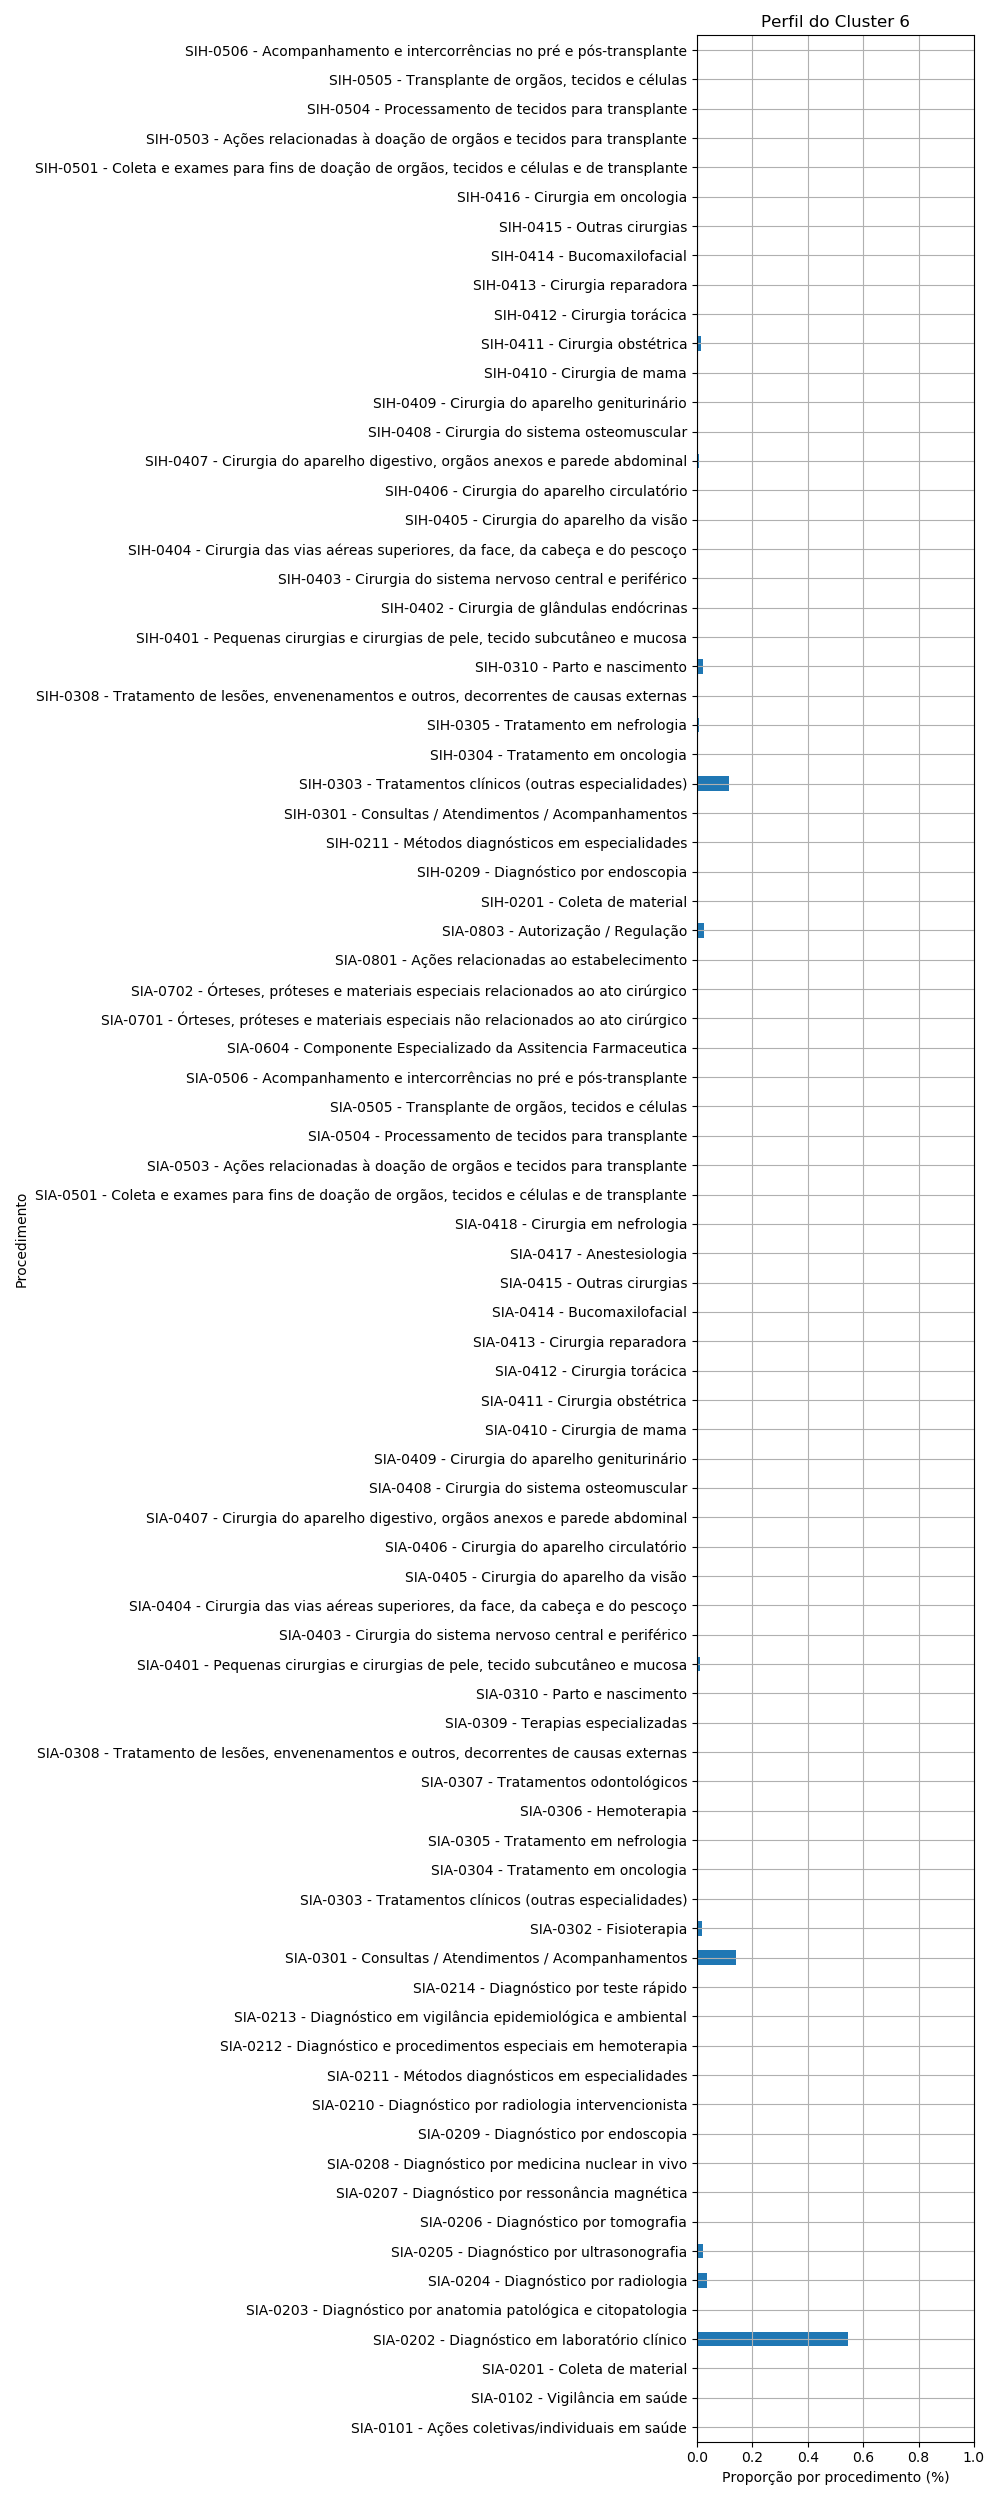 Perfil do Cluster 6
SIH-0506 - Acompanhamento e intercorrências no pré e pós-transplante
SIH-0505 - Transplante de orgãos, tecidos e células
SIH-0504 - Processamento de tecidos para transplante
SIH-0503 - Ações relacionadas à doação de orgãos e tecidos para transplante
SIH-0501 - Coleta e exames para fins de doação de orgãos, tecidos e células e de transplante
SIH-0416 - Cirurgia em oncologia
SIH-0415 - Outras cirurgias
SIH-0414 - Bucomaxilofacial
SIH-0413 - Cirurgia reparadora
SIH-0412 - Cirurgia torácica
SIH-0411 - Cirurgia obstétrica
SIH-0410 - Cirurgia de mama
SIH-0409 - Cirurgia do aparelho geniturinário
SIH-0408 - Cirurgia do sistema osteomuscular
SIH-0407 - Cirurgia do aparelho digestivo, orgãos anexos e parede abdominal
SIH-0406 - Cirurgia do aparelho circulatório
SIH-0405 - Cirurgia do aparelho da visão
SIH-0404 - Cirurgia das vias aéreas superiores, da face, da cabeça e do pescoço
SIH-0403 - Cirurgia do sistema nervoso central e periférico
SIH-0402 - Cirurgia de glândulas endócrinas
SIH-0401 - Pequenas cirurgias e cirurgias de pele, tecido subcutâneo e mucosa
SIH-0310 - Parto e nascimento
SIH-0308 - Tratamento de lesões, envenenamentos e outros, decorrentes de causas externas
SIH-0305 - Tratamento em nefrologia
SIH-0304 - Tratamento em oncologia
SIH-0303 - Tratamentos clínicos (outras especialidades)
SIH-0301 - Consultas / Atendimentos / Acompanhamentos
SIH-0211 - Métodos diagnósticos em especialidades
SIH-0209 - Diagnóstico por endoscopia
SIH-0201 - Coleta de material
SIA-0803 - Autorização / Regulação
SIA-0801 - Ações relacionadas ao estabelecimento
SIA-0702 - Órteses, próteses e materiais especiais relacionados ao ato cirúrgico
SIA-0701 - Órteses, próteses e materiais especiais não relacionados ao ato cirúrgico
SIA-0604 - Componente Especializado da Assitencia Farmaceutica
SIA-0506 - Acompanhamento e intercorrências no pré e pós-transplante
SIA-0505 - Transplante de orgãos, tecidos e células
SIA-0504 - Processamento de tecidos para transplante
SIA-0503 - Ações relacionadas à doação de orgãos e tecidos para transplante
SIA-0501 - Coleta e exames para fins de doação de orgãos, tecidos e células e de transplante
SIA-0418 - Cirurgia em nefrologia
SIA-0417 - Anestesiologia
SIA-0415 - Outras cirurgias
SIA-0414 - Bucomaxilofacial
SIA-0413 - Cirurgia reparadora
SIA-0412 - Cirurgia torácica
SIA-0411 - Cirurgia obstétrica
SIA-0410 - Cirurgia de mama
SIA-0409 - Cirurgia do aparelho geniturinário
SIA-0408 - Cirurgia do sistema osteomuscular
SIA-0407 - Cirurgia do aparelho digestivo, orgãos anexos e parede abdominal
SIA-0406 - Cirurgia do aparelho circulatório
SIA-0405 - Cirurgia do aparelho da visão
SIA-0404 - Cirurgia das vias aéreas superiores, da face, da cabeça e do pescoço
SIA-0403 - Cirurgia do sistema nervoso central e periférico
SIA-0401 - Pequenas cirurgias e cirurgias de pele, tecido subcutâneo e mucosa
SIA-0310 - Parto e nascimento
SIA-0309 - Terapias especializadas
SIA-0308 - Tratamento de lesões, envenenamentos e outros, decorrentes de causas externas
SIA-0307 - Tratamentos odontológicos
SIA-0306 - Hemoterapia
SIA-0305 - Tratamento em nefrologia
SIA-0304 - Tratamento em oncologia
SIA-0303 - Tratamentos clínicos (outras especialidades)
SIA-0302 - Fisioterapia
SIA-0301 - Consultas / Atendimentos / Acompanhamentos
SIA-0214 - Diagnóstico por teste rápido
SIA-0213 - Diagnóstico em vigilância epidemiológica e ambiental
SIA-0212 - Diagnóstico e procedimentos especiais em hemoterapia
SIA-0211 - Métodos diagnósticos em especialidades
SIA-0210 - Diagnóstico por radiologia intervencionista
SIA-0209 - Diagnóstico por endoscopia
SIA-0208 - Diagnóstico por medicina nuclear in vivo
SIA-0207 - Diagnóstico por ressonância magnética
SIA-0206 - Diagnóstico por tomografia
SIA-0205 - Diagnóstico por ultrasonografia
SIA-0204 - Diagnóstico por radiologia
SIA-0203 - Diagnóstico por anatomia patológica e citopatologia
SIA-0202 - Diagnóstico em laboratório clínico
SIA-0201 - Coleta de material
SIA-0102 - Vigilância em saúde
SIA-0101 - Ações coletivas/individuais em saúde
Procedimento
0.0 0.2 0.4 0.6 0.8 1.0
Proporção por procedimento (%)